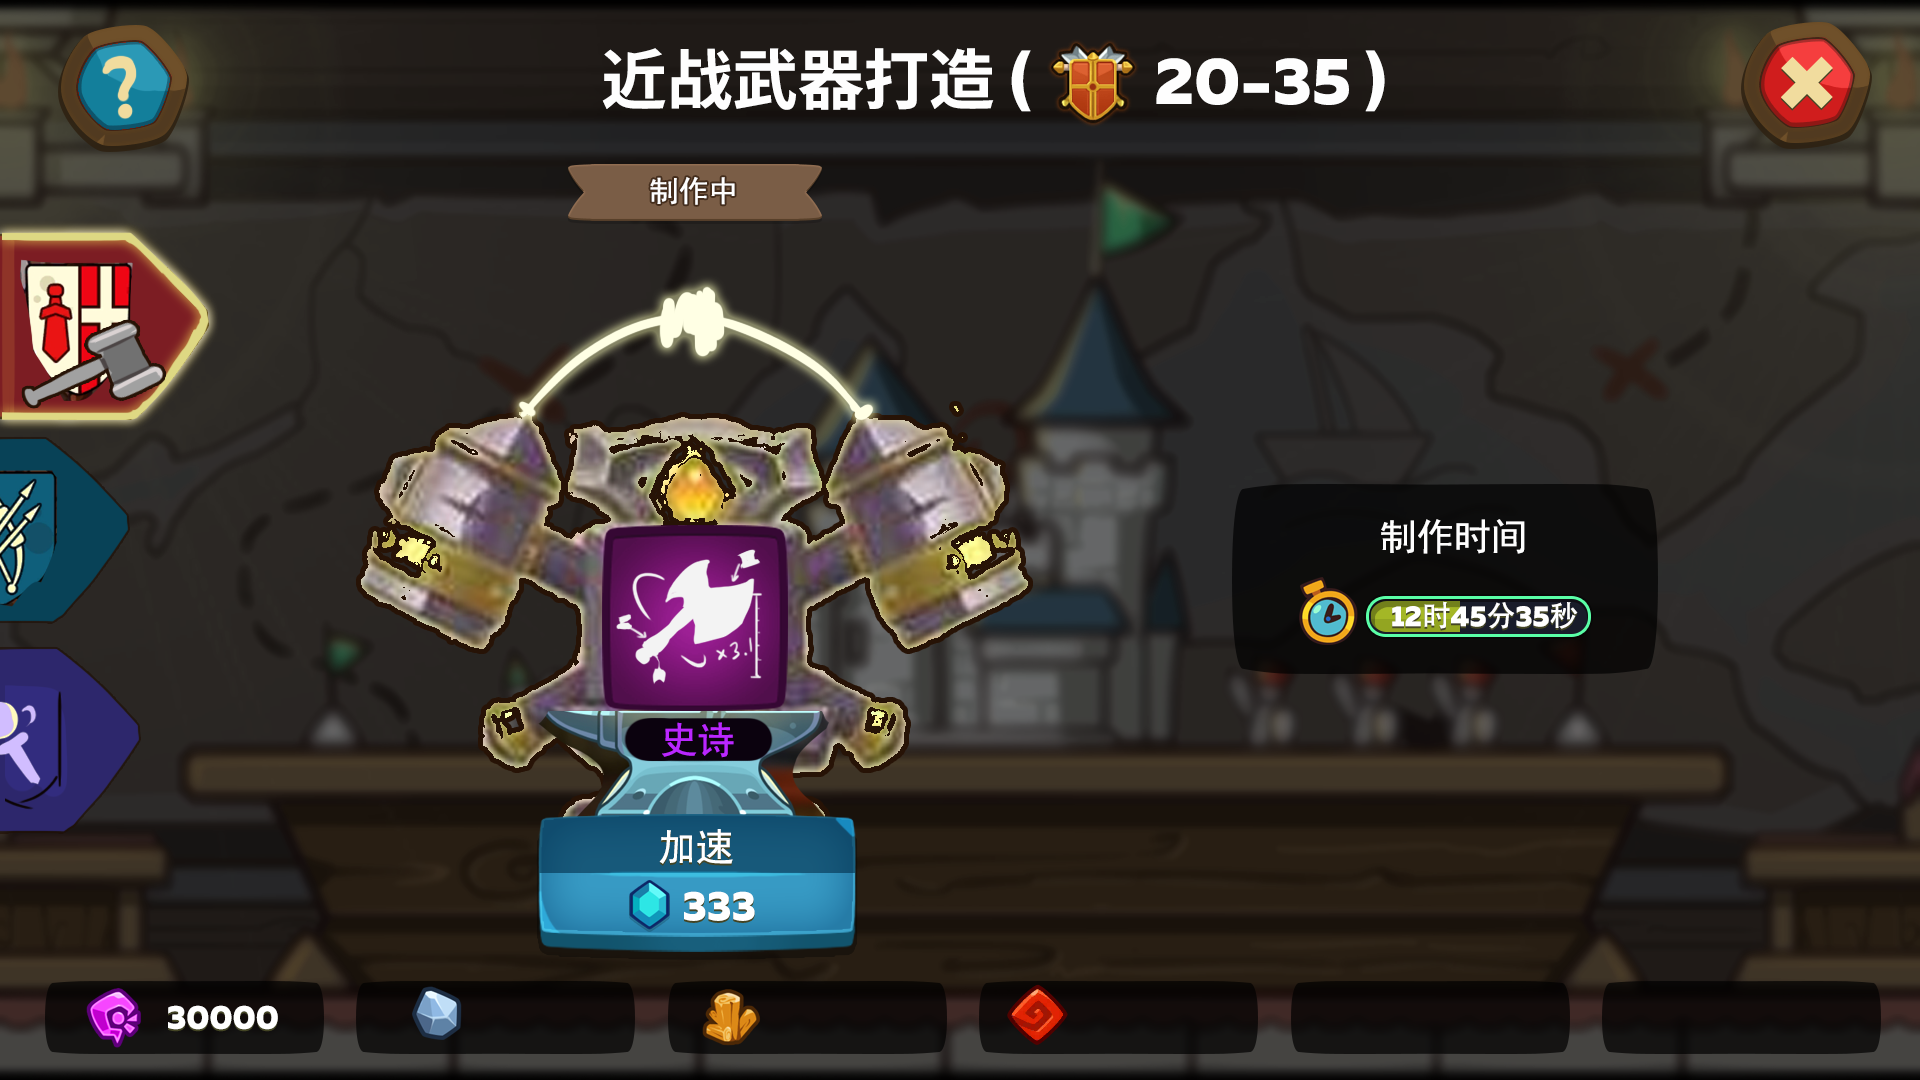 近战武器打造( 20-35)
制作中
×3.1
史诗
加速
333
制作时间
12时45分35秒
30000